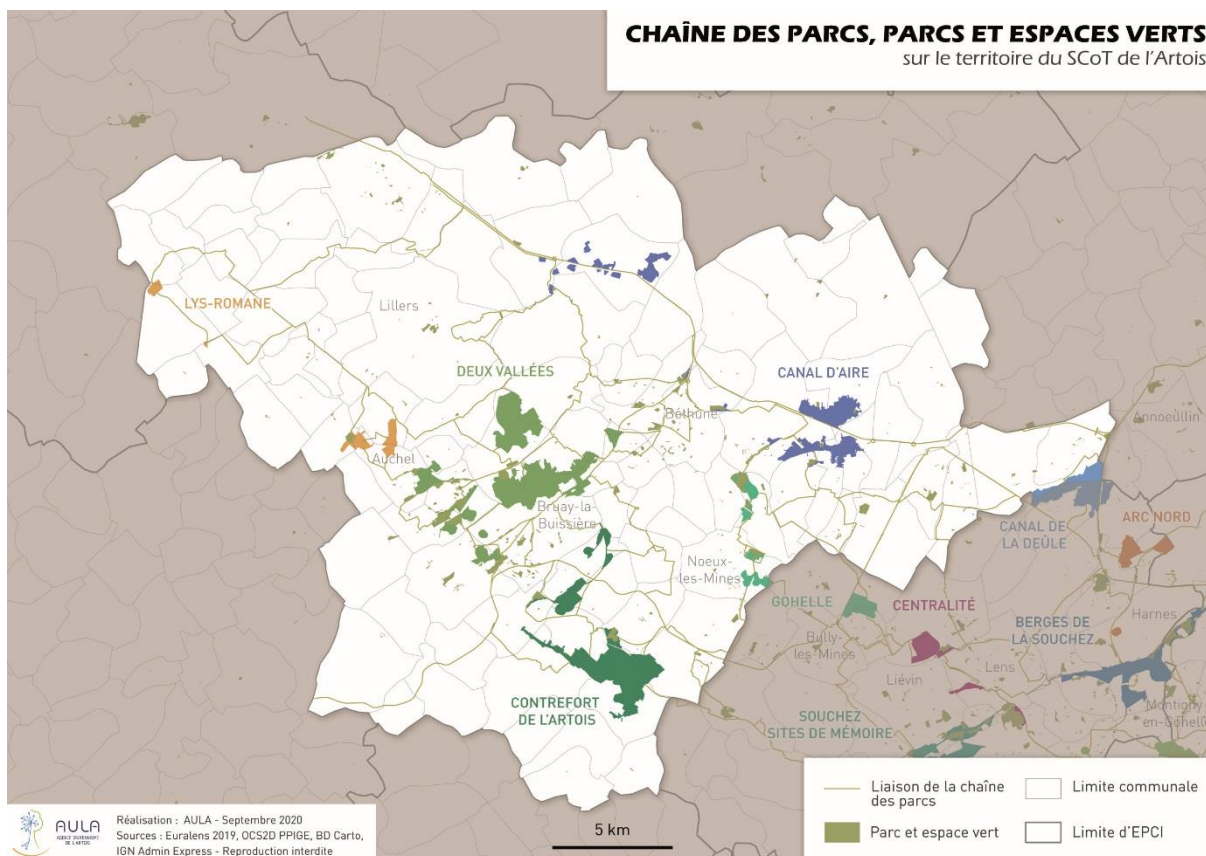 CHAÎNE DES PARCS, PARCS ET ESPACES VERTS
sur le territoire du SCoT de l'Artois
LYS-ROMANE
Lillers
DEUX VALLÉES
CANAL D'AIRE
Béthune
Annoeullin
Auchel
Bruay-la-
Buissière
CANAL DE
LA DEÛLE
ARC NORD
Noeux-
les-Mines
GOHELLE
CENTRALITÉ
Harnes
BERGES DE
LA SOUCHEZ
Bully-
les-Mines
Lens
Liévin
CONTREFORT
DE L'ARTOIS
SOUCHEZ
SITES DE MÉMOIRE
Montigny-
en-Gohelle
Liaison de la chaîne
des parcs
Limite communale
Parc et espace vert
Limite d'EPCI
AULA
AGENCE D'URBANISME
DE L'ARTOIS
Réalisation : AULA - Septembre 2020
Sources : Euralens 2019, OCS2D PPIGE, BD Carto,
IGN Admin Express - Reproduction interdite
5 km